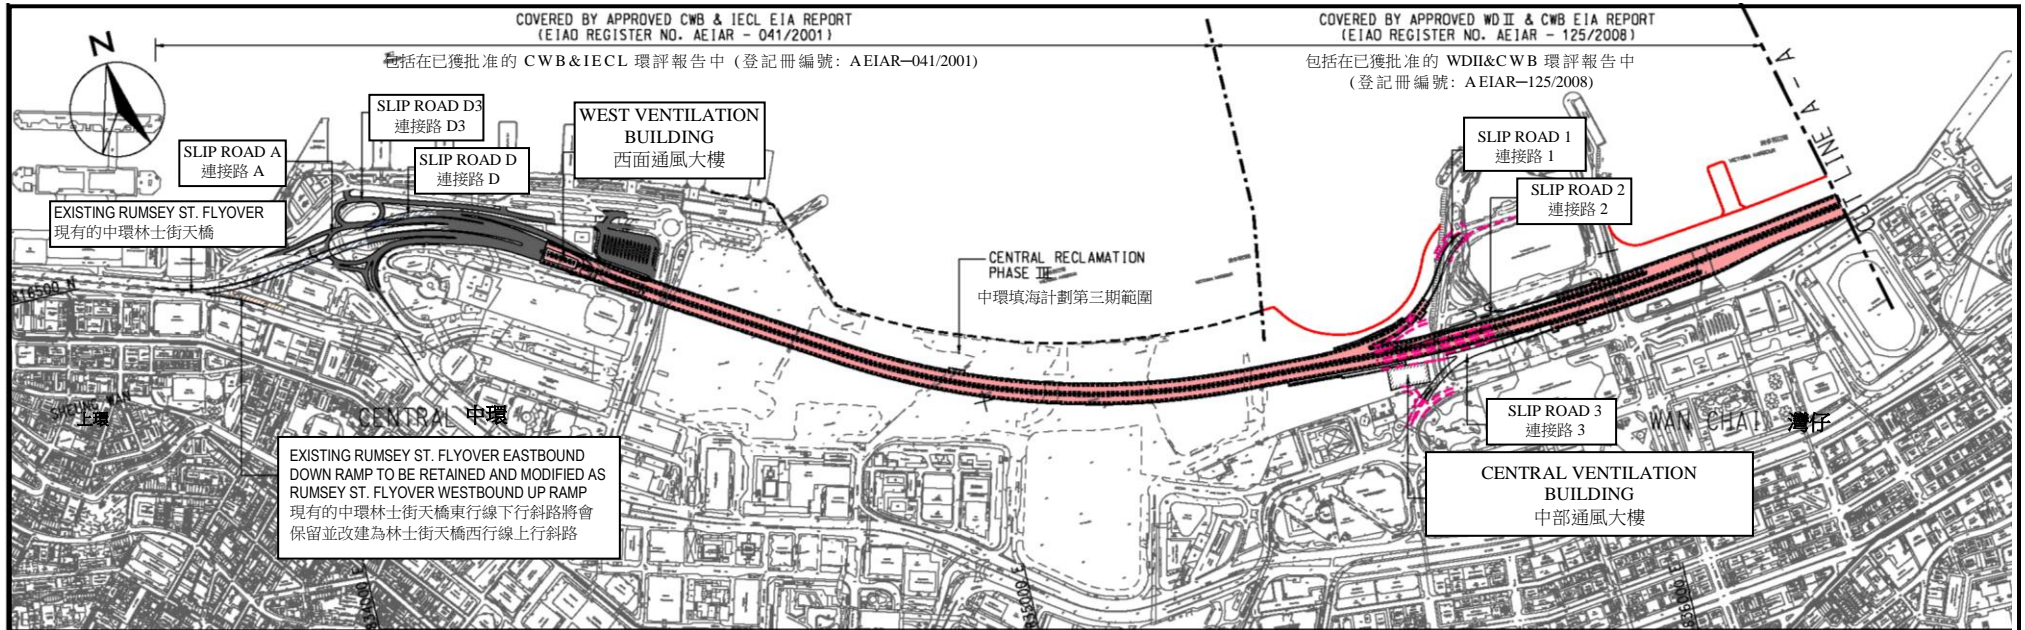 COVERED BY APPROVED CWB & IECL EIA REPORT
(EIAO REGISTER NO. AEIAR - 041/2001)
包括在已獲批准的 CWB&IECL 環評報告中 (登記冊編號: AEIAR—041/2001)
COVERED BY APPROVED WDII & CWB EIA REPORT
(EIAO REGISTER NO. AEIAR - 125/2008)
包括在已獲批准的 WDII&CWB 環評報告中
(登記冊編號: AEIAR—125/2008)
N
SLIP ROAD A
連接路 A
SLIP ROAD D3
連接路 D3
SLIP ROAD D
連接路 D
WEST VENTILATION
BUILDING
西面通風大樓
EXISTING RUMSEY ST. FLYOVER
現有的中環林士街天橋
CENTRAL RECLAMATION
PHASE III
中環填海計劃第三期範圍
SLIP ROAD 1
連接路 1
SLIP ROAD 2
連接路 2
SLIP ROAD 3
連接路 3
CENTRAL VENTILATION
BUILDING
中部通風大樓
VICTORIA HARBOUR
CUT LINE A - A
816500 N
SHEUNG WAN
上環
CENTRAL 中環
WAN CHAI 灣仔
EXISTING RUMSEY ST. FLYOVER EASTBOUND
DOWN RAMP TO BE RETAINED AND MODIFIED AS
RUMSEY ST. FLYOVER WESTBOUND UP RAMP
現有的中環林士街天橋東行線下行斜路將會
保留並改建為林士街天橋西行線上行斜路
834000 E
835000 E
836000 E